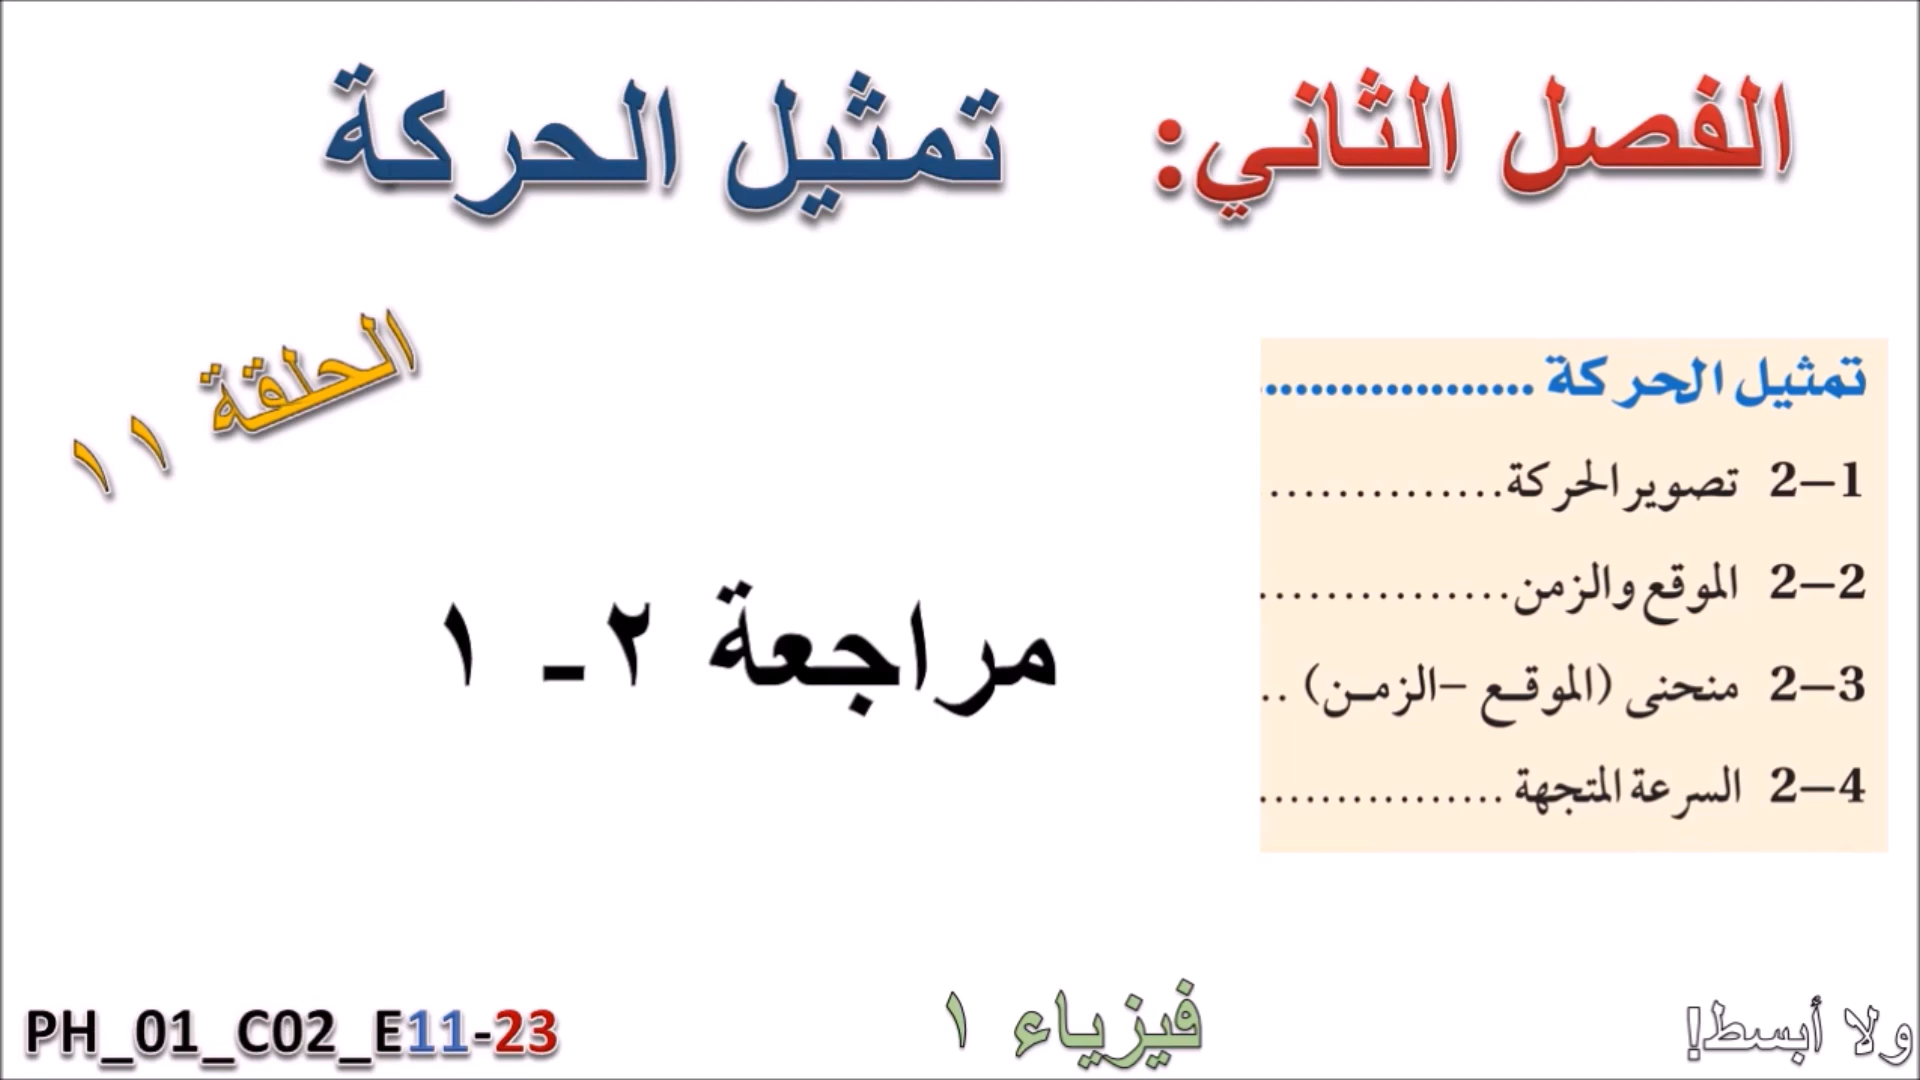 الفصل الثاني: تمثيل الحركة
الحلقة ١١
تمثيل الحركة ..................
2–1 تصوير الحركة..............
2–2 الموقع والزمن...............
2–3 منحنى (الموقع –الزمن) ..
2–4 السرعة المتجهة ................
مراجعة ٢- ١
ولا أبسط!
فيزياء ١
PH_01_C02_E11-23